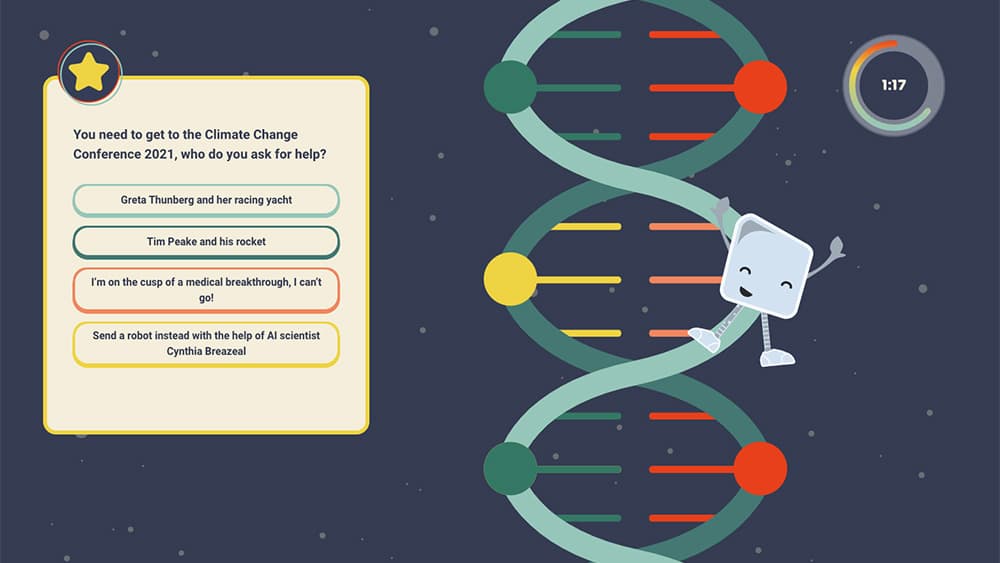 You need to get to the Climate Change
Conference 2021, who do you ask for help?
Greta Thunberg and her racing yacht
Tim Peake and his rocket
I'm on the cusp of a medical breakthrough, I can't
go!
Send a robot instead with the help of AI scientist
Cynthia Breazeal
1:17